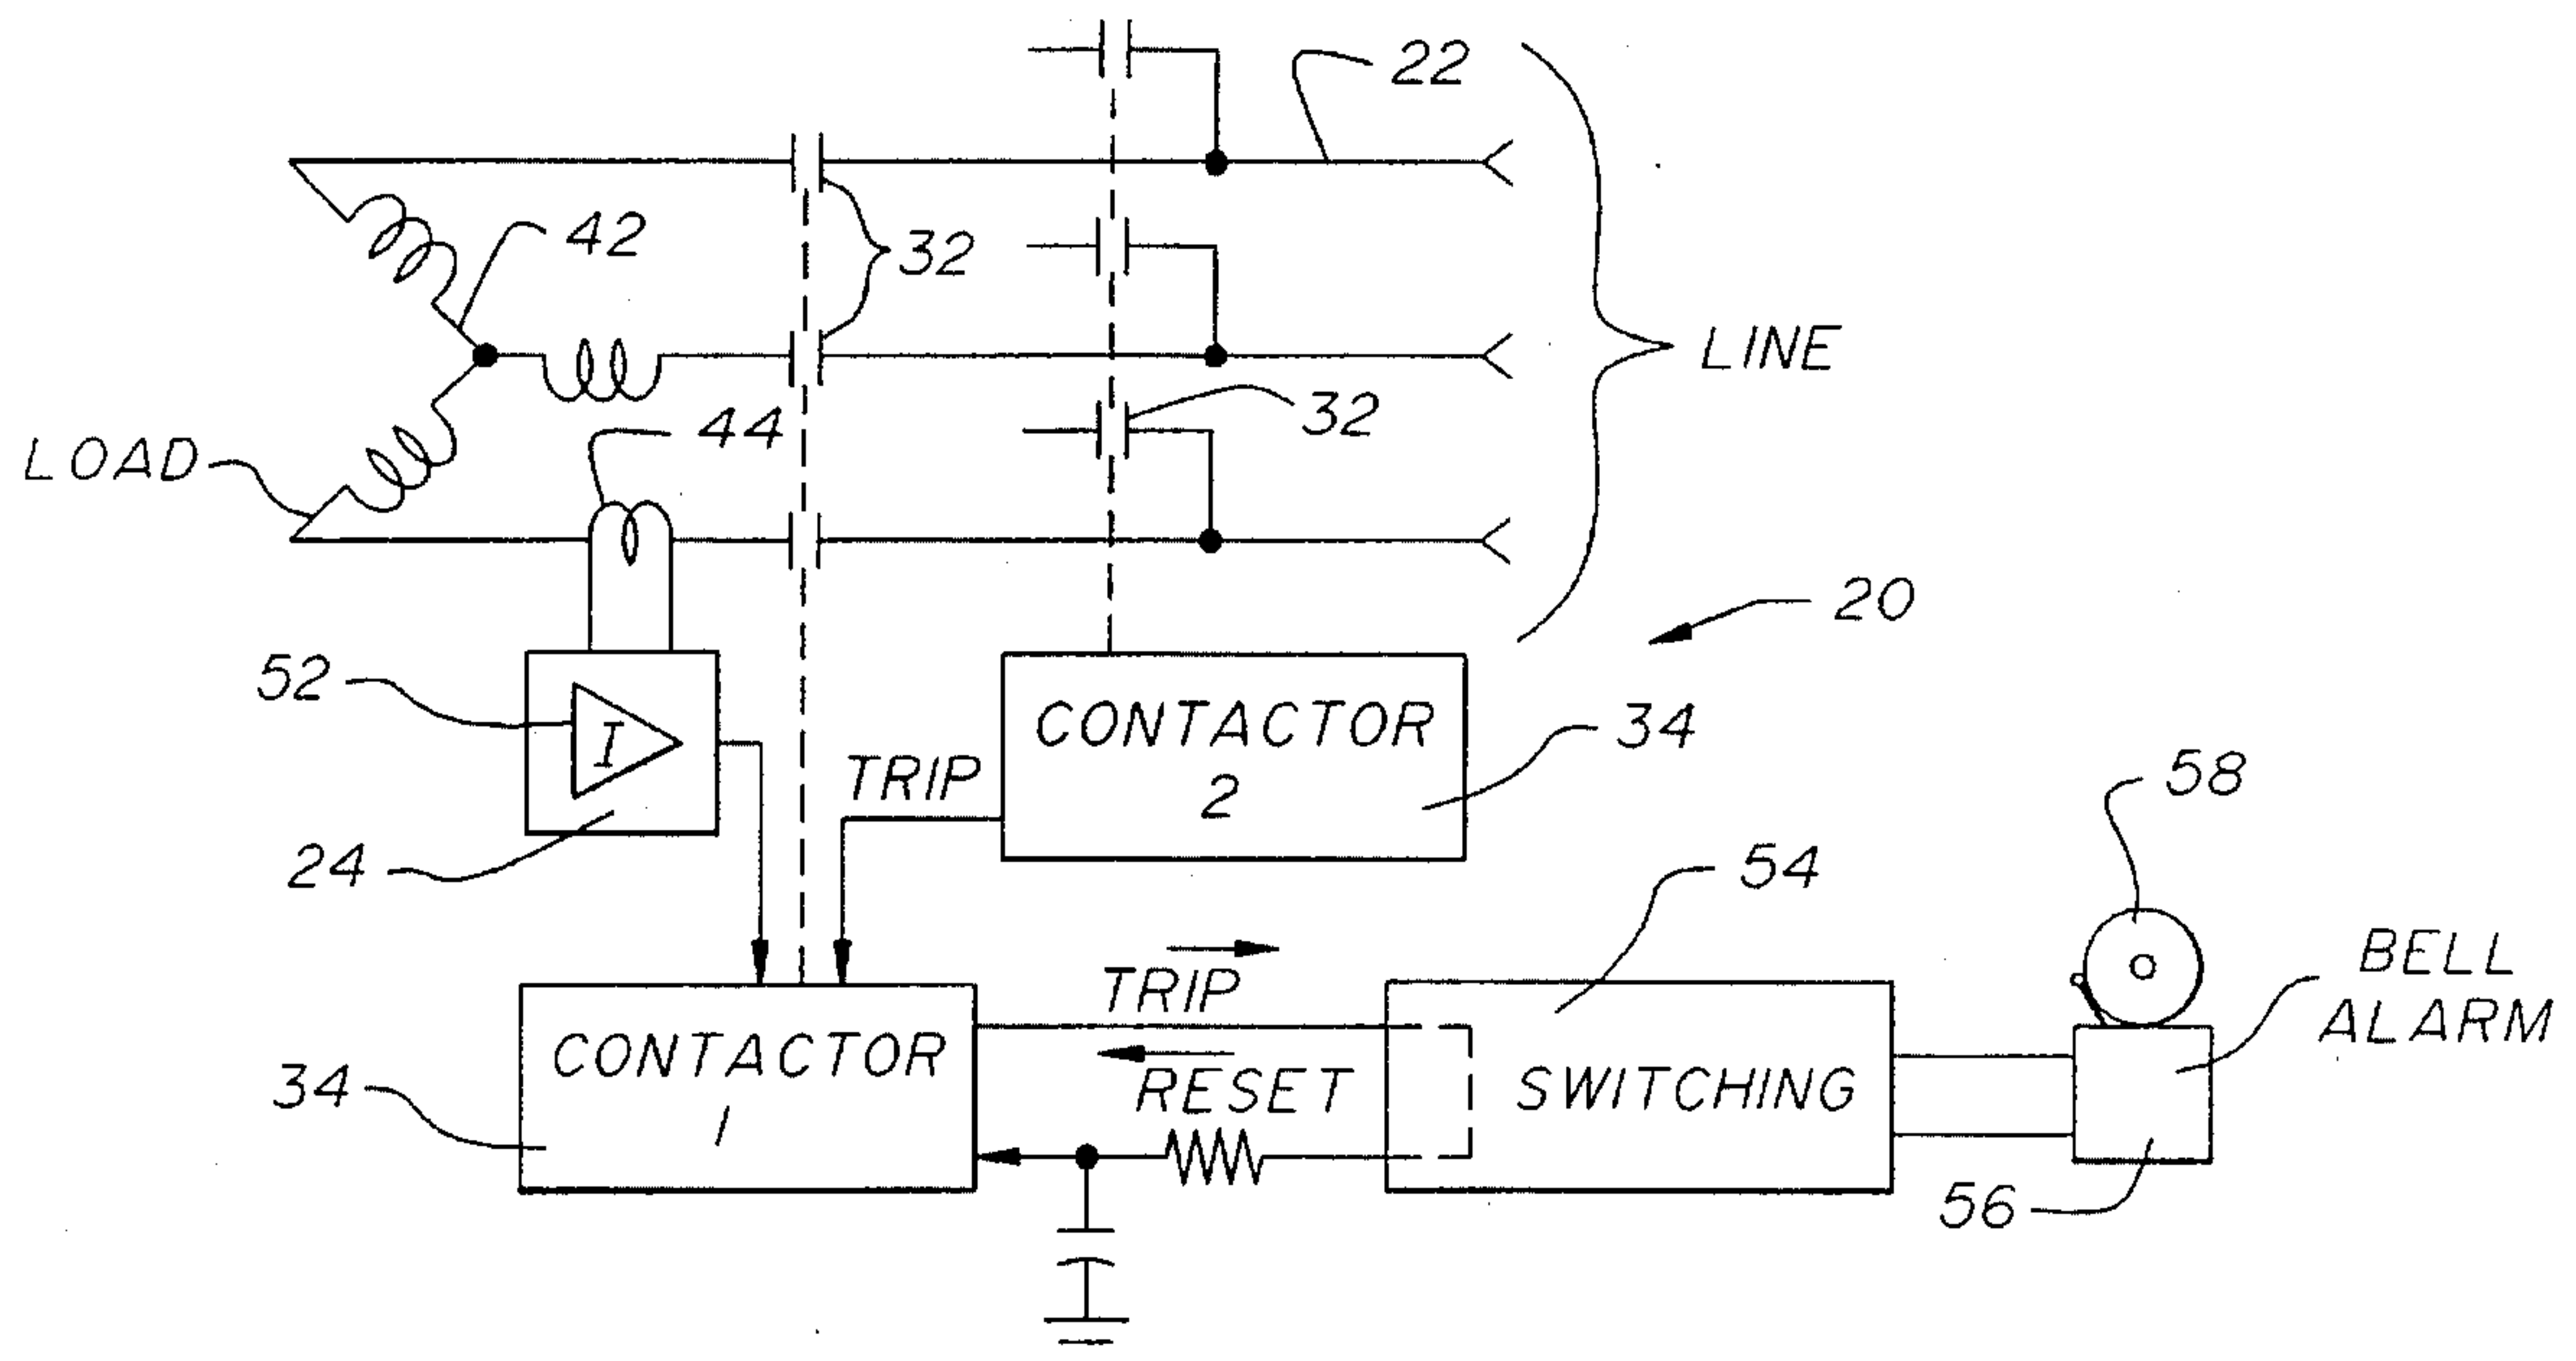 22
42
32
LINE
32
44
LOAD
20
52
I
CONTACTOR
2
34
TRIP
58
24
54
TRIP
BELL
ALARM
CONTACTOR
1
34
RESET
SWITCHING
56